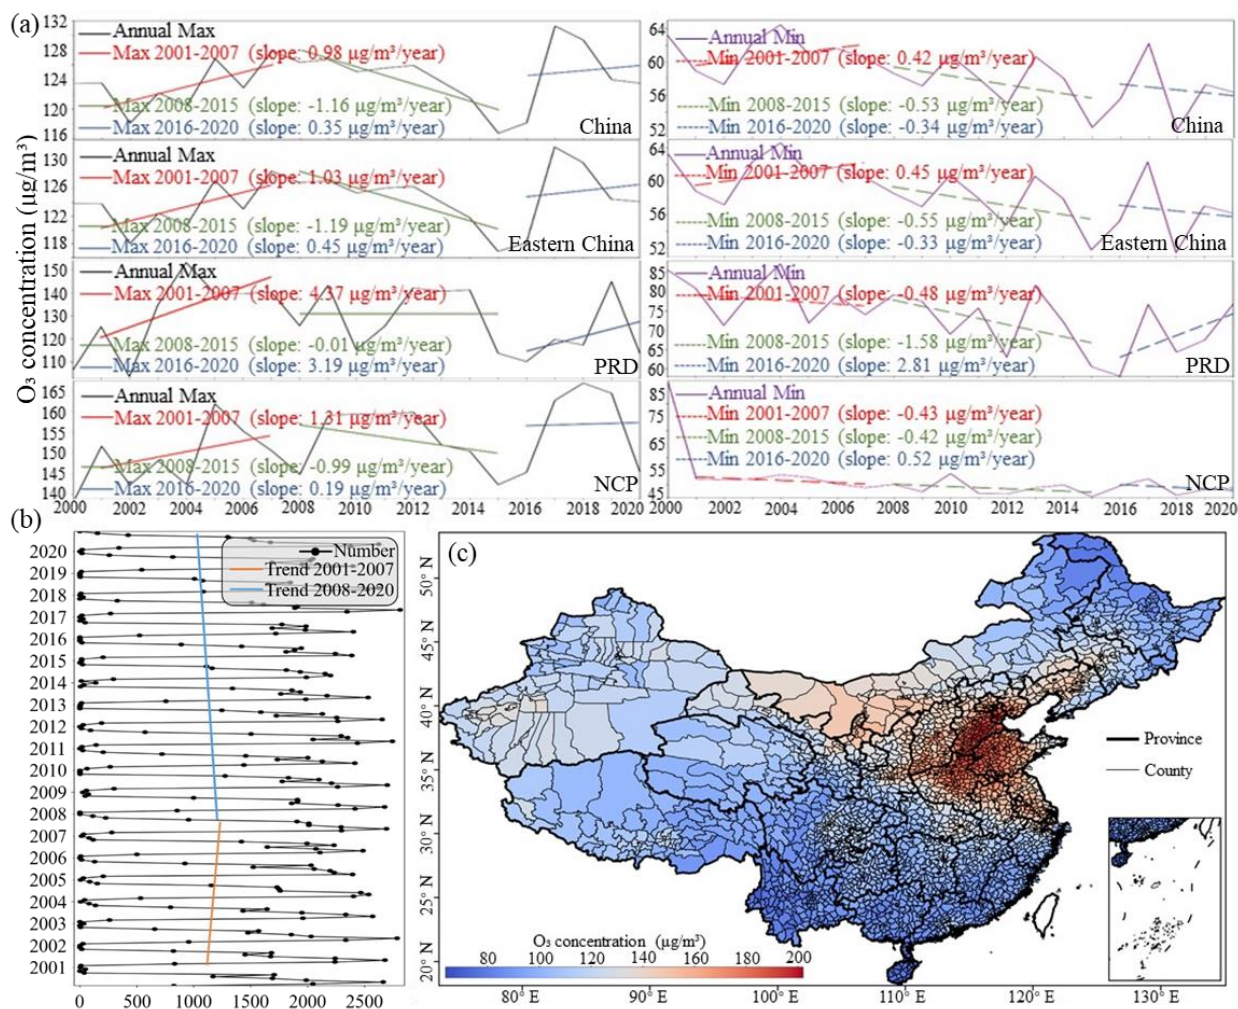 (a)
O₃ concentration (µg/m³)
132
128
124
120
116
Annual Max
Max 2001-2007 (slope: 0.98 µg/m³/year)
Max 2008-2015 (slope: -1.16 µg/m³/year)
Max 2016-2020 (slope: 0.35 µg/m³/year)
China
64
60
56
52
Annual Min
Min 2001-2007 (slope: 0.42 µg/m³/year)
Min 2008-2015 (slope: -0.53 µg/m³/year)
Min 2016-2020 (slope: -0.34 µg/m³/year)
China
130
126
122
118
Annual Max
Max 2001-2007 (slope: 1.03 µg/m³/year)
Max 2008-2015 (slope: -1.19 µg/m³/year)
Max 2016-2020 (slope: 0.45 µg/m³/year)
Eastern China
64
60
56
52
Annual Min
Min 2001-2007 (slope: 0.45 µg/m³/year)
Min 2008-2015 (slope: -0.55 µg/m³/year)
Min 2016-2020 (slope: -0.33 µg/m³/year)
Eastern China
150
140
130
120
110
Annual Max
Max 2001-2007 (slope: 4.37 µg/m³/year)
Max 2008-2015 (slope: -0.01 µg/m³/year)
Max 2016-2020 (slope: 3.19 µg/m³/year)
PRD
85
80
75
70
65
60
Annual Min
Min 2001-2007 (slope: -0.48 µg/m³/year)
Min 2008-2015 (slope: -1.58 µg/m³/year)
Min 2016-2020 (slope: 2.81 µg/m³/year)
PRD
165
160
155
150
145
140
Annual Max
Max 2001-2007 (slope: 1.31 µg/m³/year)
Max 2008-2015 (slope: -0.99 µg/m³/year)
Max 2016-2020 (slope: 0.19 µg/m³/year)
NCP
85
75
65
55
45
Annual Min
Min 2001-2007 (slope: -0.43 µg/m³/year)
Min 2008-2015 (slope: -0.42 µg/m³/year)
Min 2016-2020 (slope: 0.52 µg/m³/year)
NCP
2000 2002 2004 2006 2008 2010 2012 2014 2016 2018 2020
2000 2002 2004 2006 2008 2010 2012 2014 2016 2018 2020
(b)
Number
Trend 2001-2007
Trend 2008-2020
2020
2019
2018
2017
2016
2015
2014
2013
2012
2011
2010
2009
2008
2007
2006
2005
2004
2003
2002
2001
0 500 1000 1500 2000 2500
(c)
50° N
45° N
40° N
35° N
30° N
25° N
20° N
Province
County
O₃ concentration (µg/m³)
80 100 120 140 160 180 200
80° E 90° E 100° E 110° E 120° E 130° E